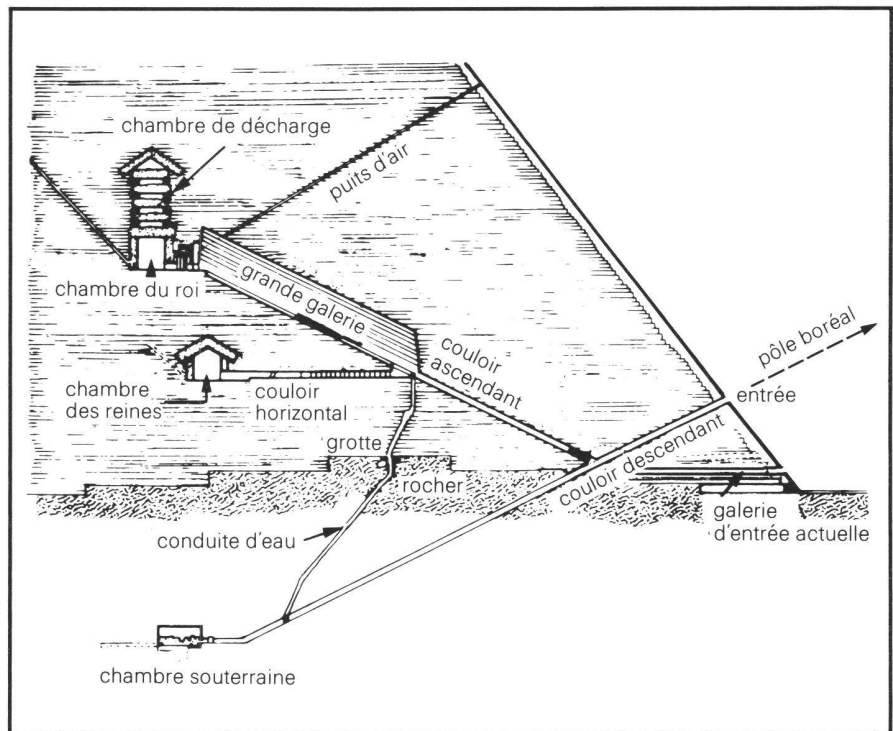 chambre de décharge
puits d'air
chambre du roi
grande galerie
couloir
ascendant
pôle boréal
entrée
chambre
des reines
couloir
horizontal
grotte
rocher
couloir descendant
galerie
d'entrée actuelle
conduite d'eau
chambre souterraine